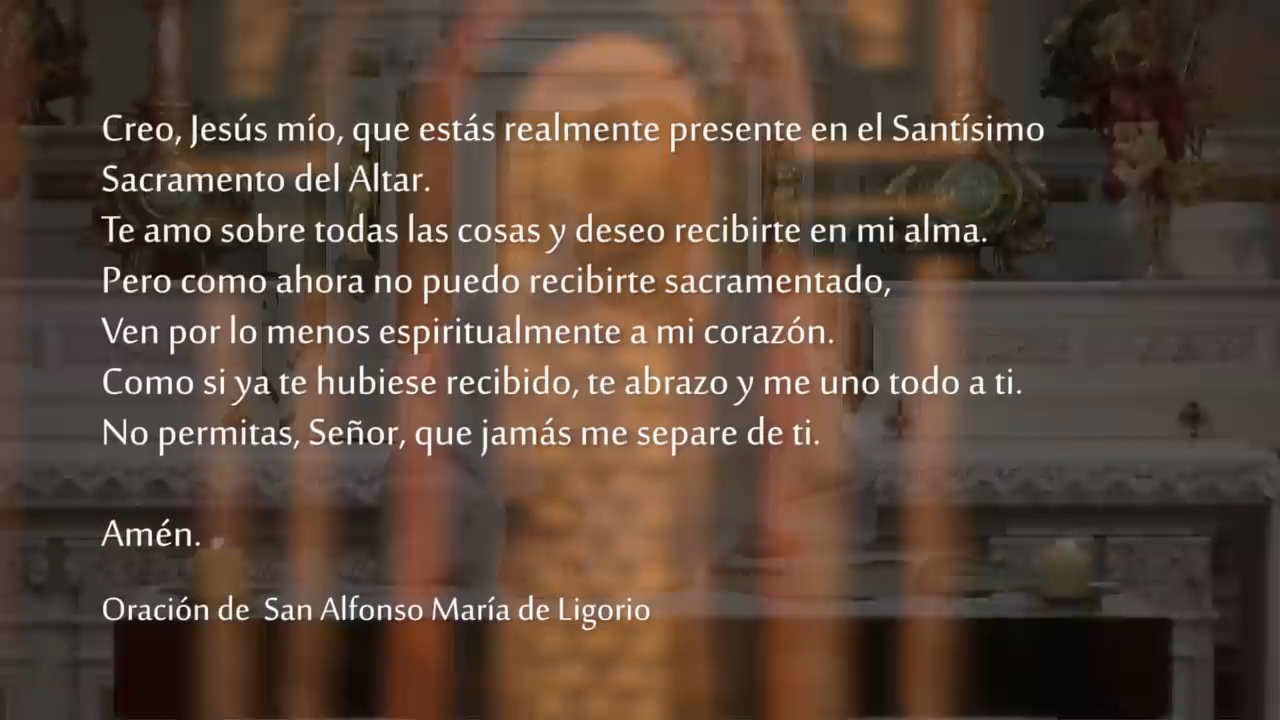 Creo, Jesús mío, que estás realmente presente en el Santísimo
Sacramento del Altar.
Te amo sobre todas las cosas y deseo recibirte en mi alma.
Pero como ahora no puedo recibirte sacramentado,
Ven por lo menos espiritualmente a mi corazón.
Como si ya te hubiese recibido, te abrazo y me uno todo a ti.
No permitas, Señor, que jamás me separe de ti.
Amén.
Oración de  San Alfonso María de Ligorio